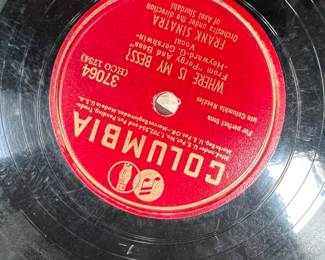 COLUMBIA
For perfect tone
use Columbia Needles
37064
(HCO 1734)
WHERE IS MY BESS?
From "Porgy And Bess"
-Heyward-G. Gershwin-
Vocal
FRANK SINATRA
Orchestra under the direction
of Axel Stordahl